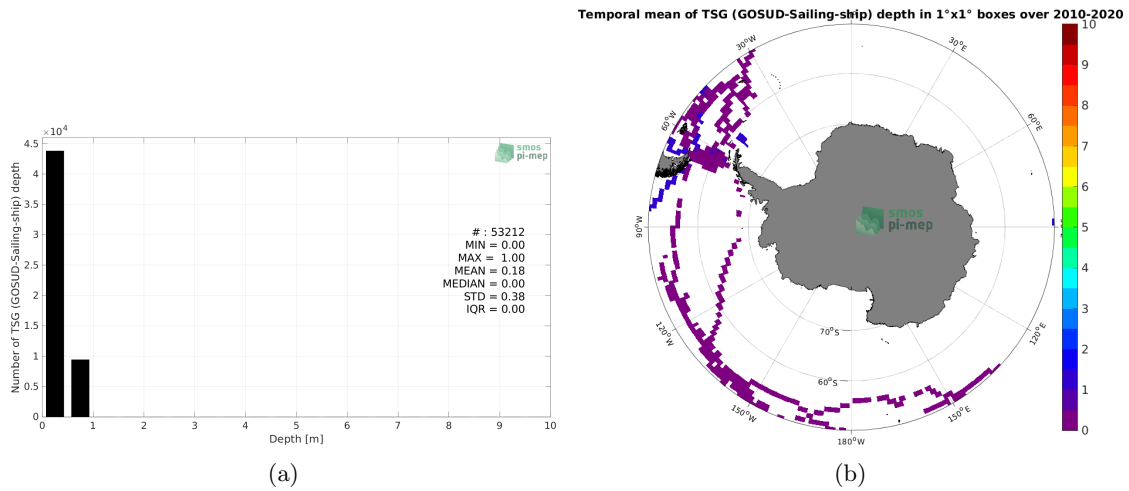 Temporal mean of TSG (GOSUD-Sailing-ship) depth in 1°x1° boxes over 2010-2020
×10⁴
4.5
4
3.5
3
2.5
2
1.5
1
0.5
0
Number of TSG (GOSUD-Sailing-ship) depth
smos
pi-mep
# : 53212
MIN = 0.00
MAX = 1.00
MEAN = 0.18
MEDIAN = 0.00
STD = 0.38
IQR = 0.00
0 1 2 3 4 5 6 7 8 9 10
Depth [m]
(a)
30°W
30°E
60°W
60°E
90°W
smos
pi-mep
120°W
120°E
70°S
60°S
150°W
150°E
180°W
10
9
8
7
6
5
4
3
2
1
0
(b)